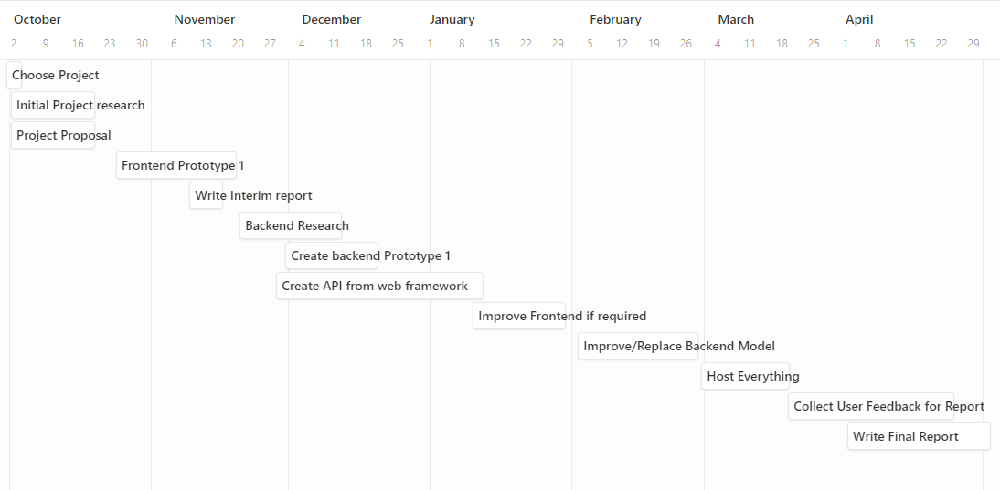 October November December January February March April
2 9 16 23 30 6 13 20 27 4 11 18 25 1 8 15 22 29 5 12 19 26 4 11 18 25 1 8 15 22 29
Choose Project
Initial Project research
Project Proposal
Frontend Prototype 1
Write Interim report
Backend Research
Create backend Prototype 1
Create API from web framework
Improve Frontend if required
Improve/Replace Backend Model
Host Everything
Collect User Feedback for Report
Write Final Report